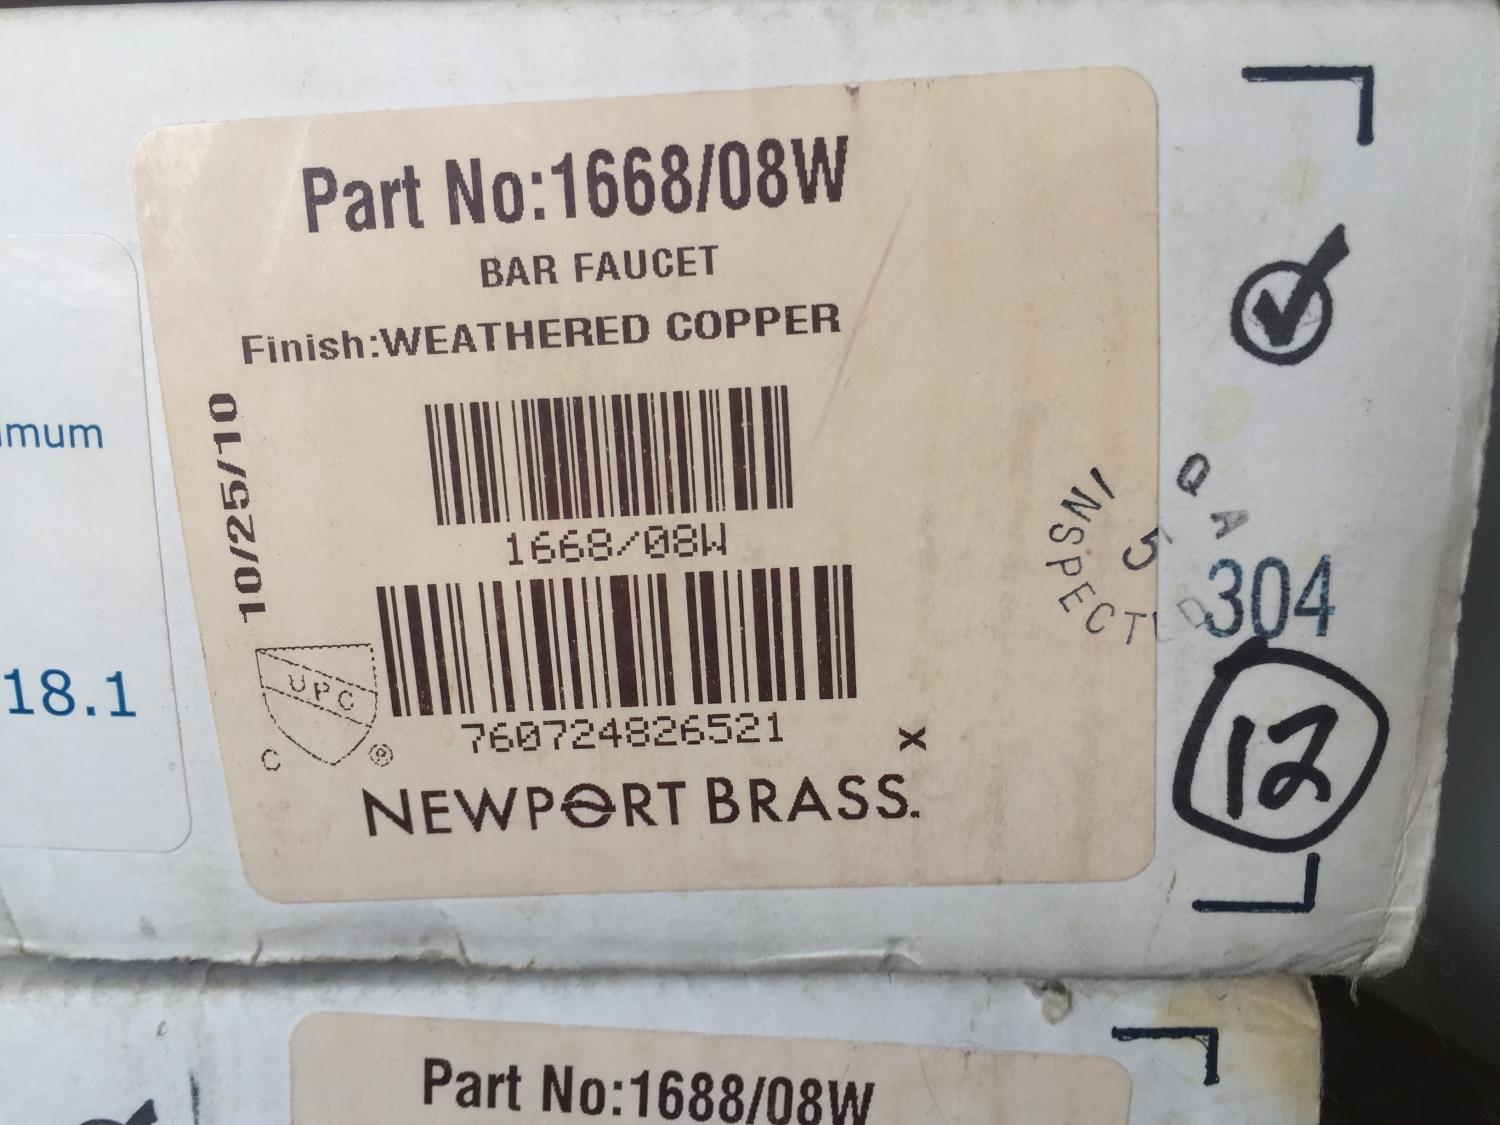 Part No:1668/08W
BAR FAUCET
Finish:WEATHERED COPPER
10/25/10
1668/08W
760724826521
UPC
C ®
x
NEWPORT BRASS.
mum
18.1
QA
INSPECTED
5
304
12
Part No:1688/08W